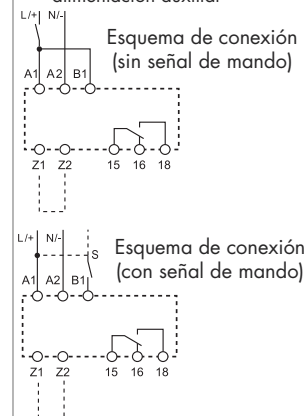 alimentación auxiliar
L/+ N/-
Esquema de conexión
(sin señal de mando)
A1 A2 B1
Z1 Z2 15 16 18
L/+ N/-
S
Esquema de conexión
(con señal de mando)
A1 A2 B1
Z1 Z2 15 16 18